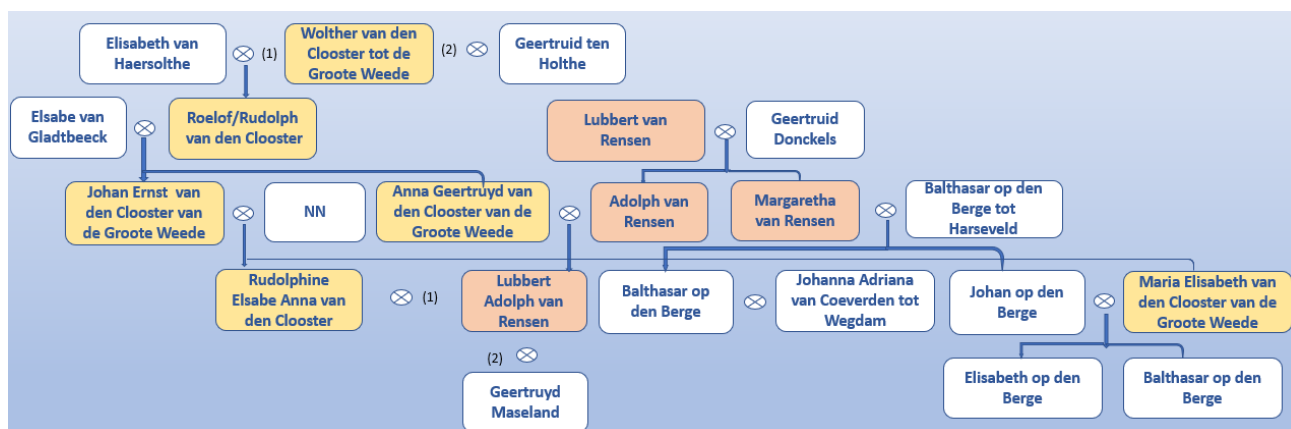 Elisabeth van
Haersolthe
(1)
Wolther van den
Clooster tot de
Groote Weede
(2)
Geertruid ten
Holthe
Elsabe van
Gladtbeeck
Roelof/Rudolph
van den Clooster
Lubbert van
Rensen
Geertruid
Donckels
Johan Ernst van
den Clooster van
de Groote Weede
NN
Anna Geertruyd van
den Clooster van de
Groote Weede
Adolph van
Rensen
Margaretha
van Rensen
Balthasar op den
Berge tot
Harseveld
Rudolphine
Elsabe Anna van
den Clooster
(1)
Lubbert
Adolph van
Rensen
Balthasar op
den Berge
Johanna Adriana
van Coeverden tot
Wegdam
Johan op den
Berge
Maria Elisabeth van
den Clooster van de
Groote Weede
(2)
Geertruyd
Maseland
Elisabeth op den
Berge
Balthasar op den
Berge